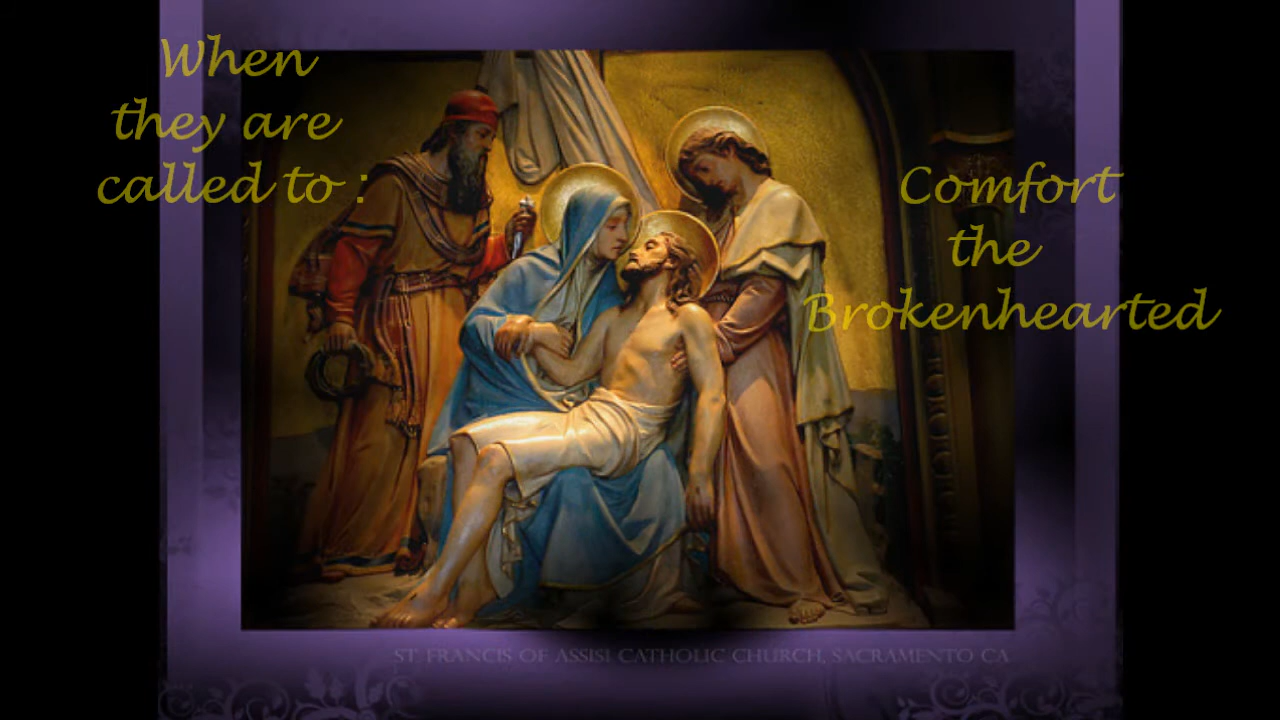 When
they are
called to :
Comfort
the
Brokenhearted
ST. FRANCIS OF ASSISI CATHOLIC CHURCH, SACRAMENTO CA